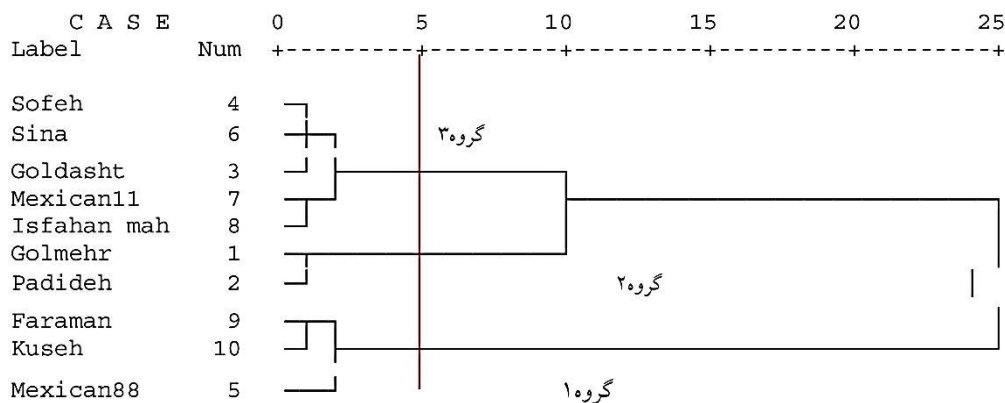 C A S E 0 5 10 15 20 25
Label Num +---------+---------+---------+---------+---------+
Sofeh 4
Sina 6 گروه۳
Goldasht 3
Mexican11 7
Isfahan mah 8
Golmehr 1
Padideh 2 گروه۲
Faraman 9
Kuseh 10
Mexican88 5 گروه۱